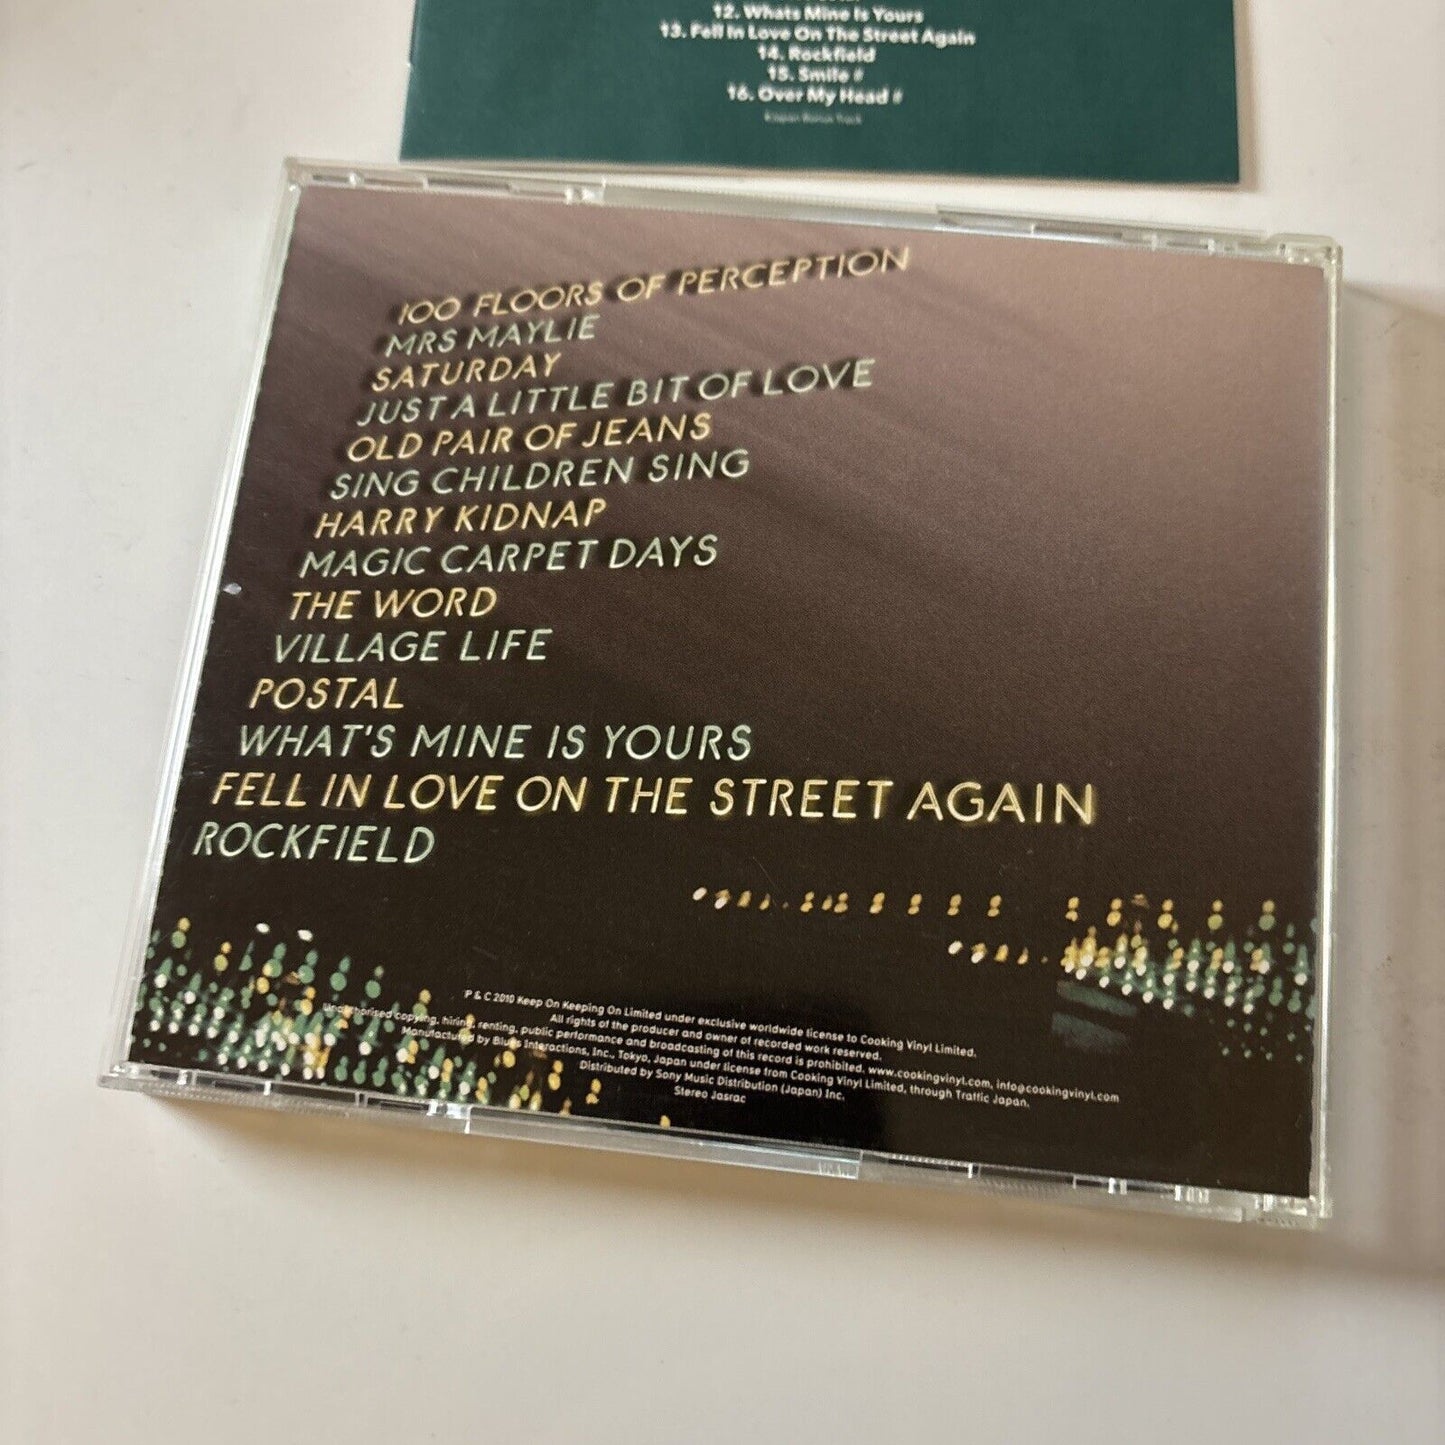 12. Whats Mine Is Yours
13. Fell In Love On The Street Again
14. Rockfield
15. Smile #
16. Over My Head #
#Japan Bonus Track
100 FLOORS OF PERCEPTION
MRS MAYLIE
SATURDAY
JUST A LITTLE BIT OF LOVE
OLD PAIR OF JEANS
SING CHILDREN SING
HARRY KIDNAP
MAGIC CARPET DAYS
THE WORD
VILLAGE LIFE
POSTAL
WHAT'S MINE IS YOURS
FELL IN LOVE ON THE STREET AGAIN
ROCKFIELD
P & C 2010 Keep On Keeping On Limited under exclusive worldwide license to Cooking Vinyl Limited.
All rights of the producer and owner of recorded work reserved.
Unauthorised copying, hiring, renting, public performance and broadcasting of this record is prohibited. www.cookingvinyl.com, info@cookingvinyl.com
Manufactured by Blues Interactions, Inc., Tokyo, Japan under license from Cooking Vinyl Limited, through Traffic Japan.
Distributed by Sony Music Distribution (Japan) Inc.
Stereo Jasrac